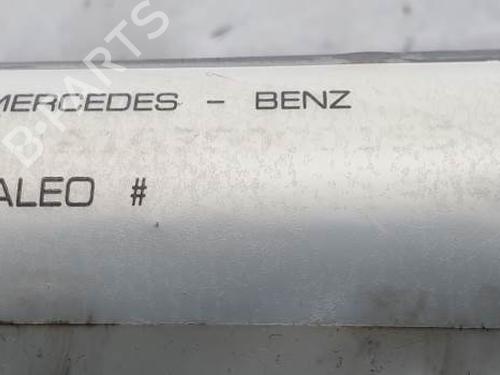 MERCEDES - BENZ
ALEO #
B-PARTS